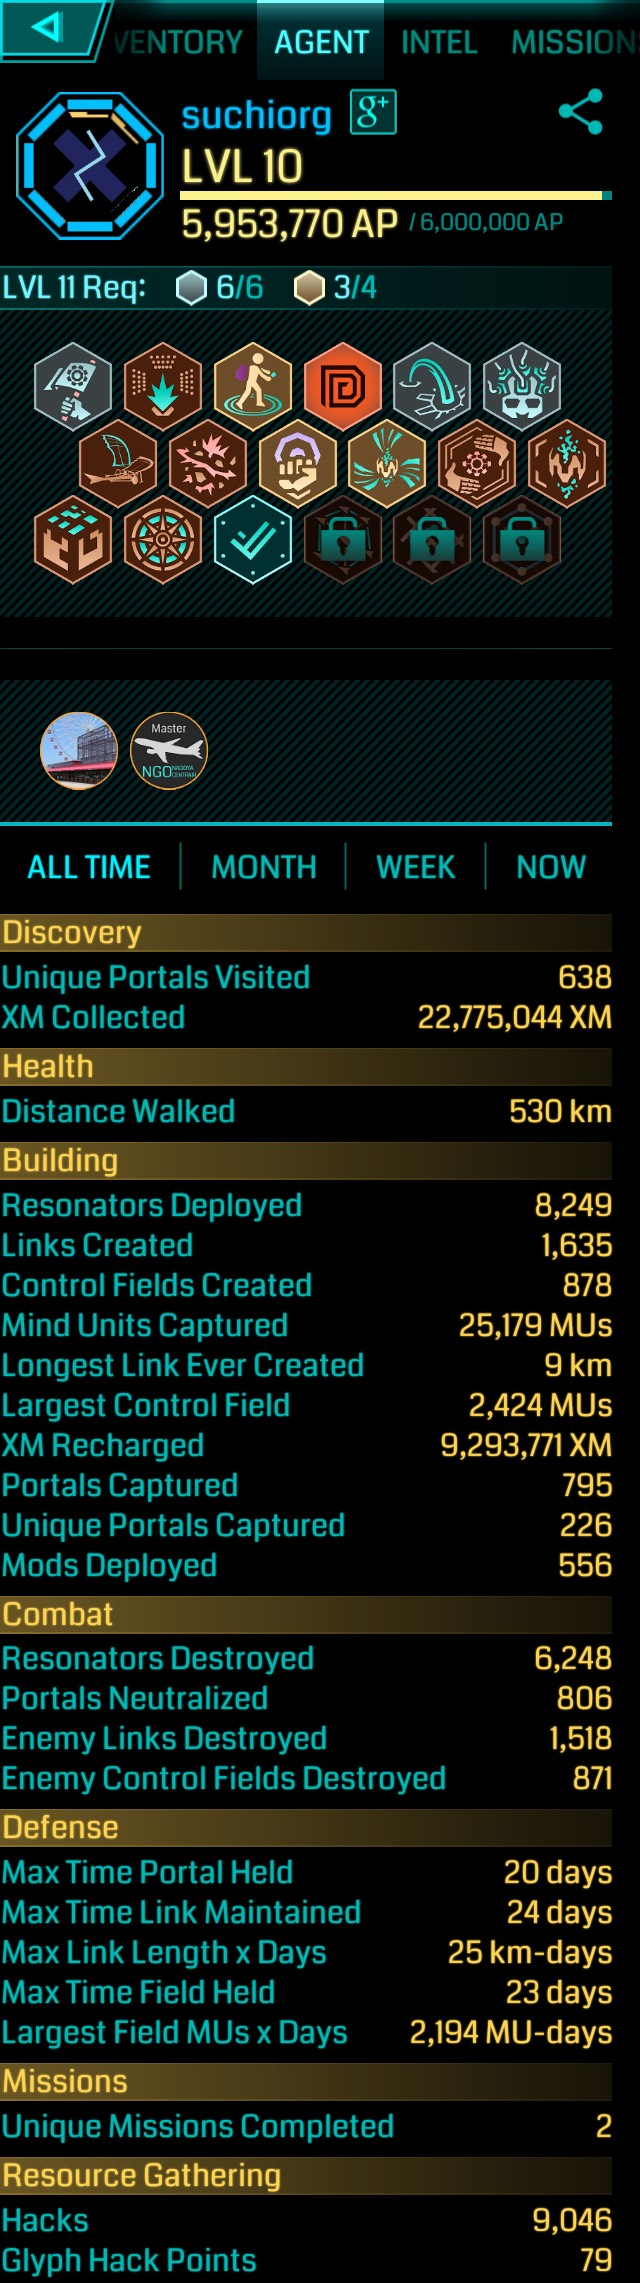 VENTORY AGENT INTEL MISSION
suchiorg g+
LVL 10
5,953,770 AP / 6,000,000 AP
LVL 11 Req: 6/6 3/4
Master
NGO NAGOYA
CENTRAIR
ALL TIME MONTH WEEK NOW
Discovery
Unique Portals Visited 638
XM Collected 22,775,044 XM
Health
Distance Walked 530 km
Building
Resonators Deployed 8,249
Links Created 1,635
Control Fields Created 878
Mind Units Captured 25,179 MUs
Longest Link Ever Created 9 km
Largest Control Field 2,424 MUs
XM Recharged 9,293,771 XM
Portals Captured 795
Unique Portals Captured 226
Mods Deployed 556
Combat
Resonators Destroyed 6,248
Portals Neutralized 806
Enemy Links Destroyed 1,518
Enemy Control Fields Destroyed 871
Defense
Max Time Portal Held 20 days
Max Time Link Maintained 24 days
Max Link Length x Days 25 km-days
Max Time Field Held 23 days
Largest Field MUs x Days 2,194 MU-days
Missions
Unique Missions Completed 2
Resource Gathering
Hacks 9,046
Glyph Hack Points 79